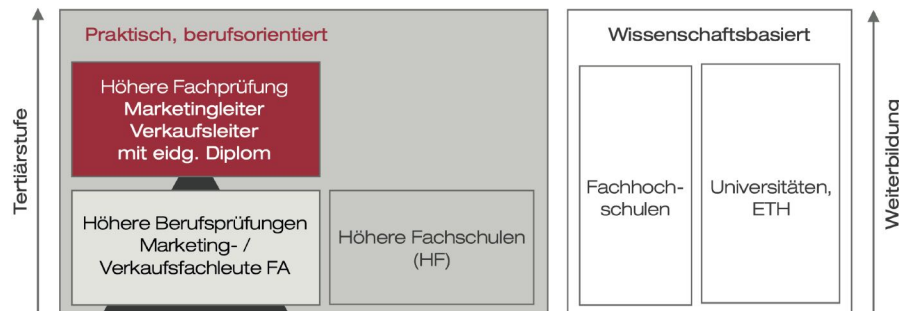 Tertiärstufe
Praktisch, berufsorientiert
Höhere Fachprüfung
Marketingleiter
Verkaufsleiter
mit eidg. Diplom
Höhere Berufsprüfungen
Marketing- /
Verkaufsfachleute FA
Höhere Fachschulen
(HF)
Wissenschaftsbasiert
Fachhoch-
schulen
Universitäten,
ETH
Weiterbildung